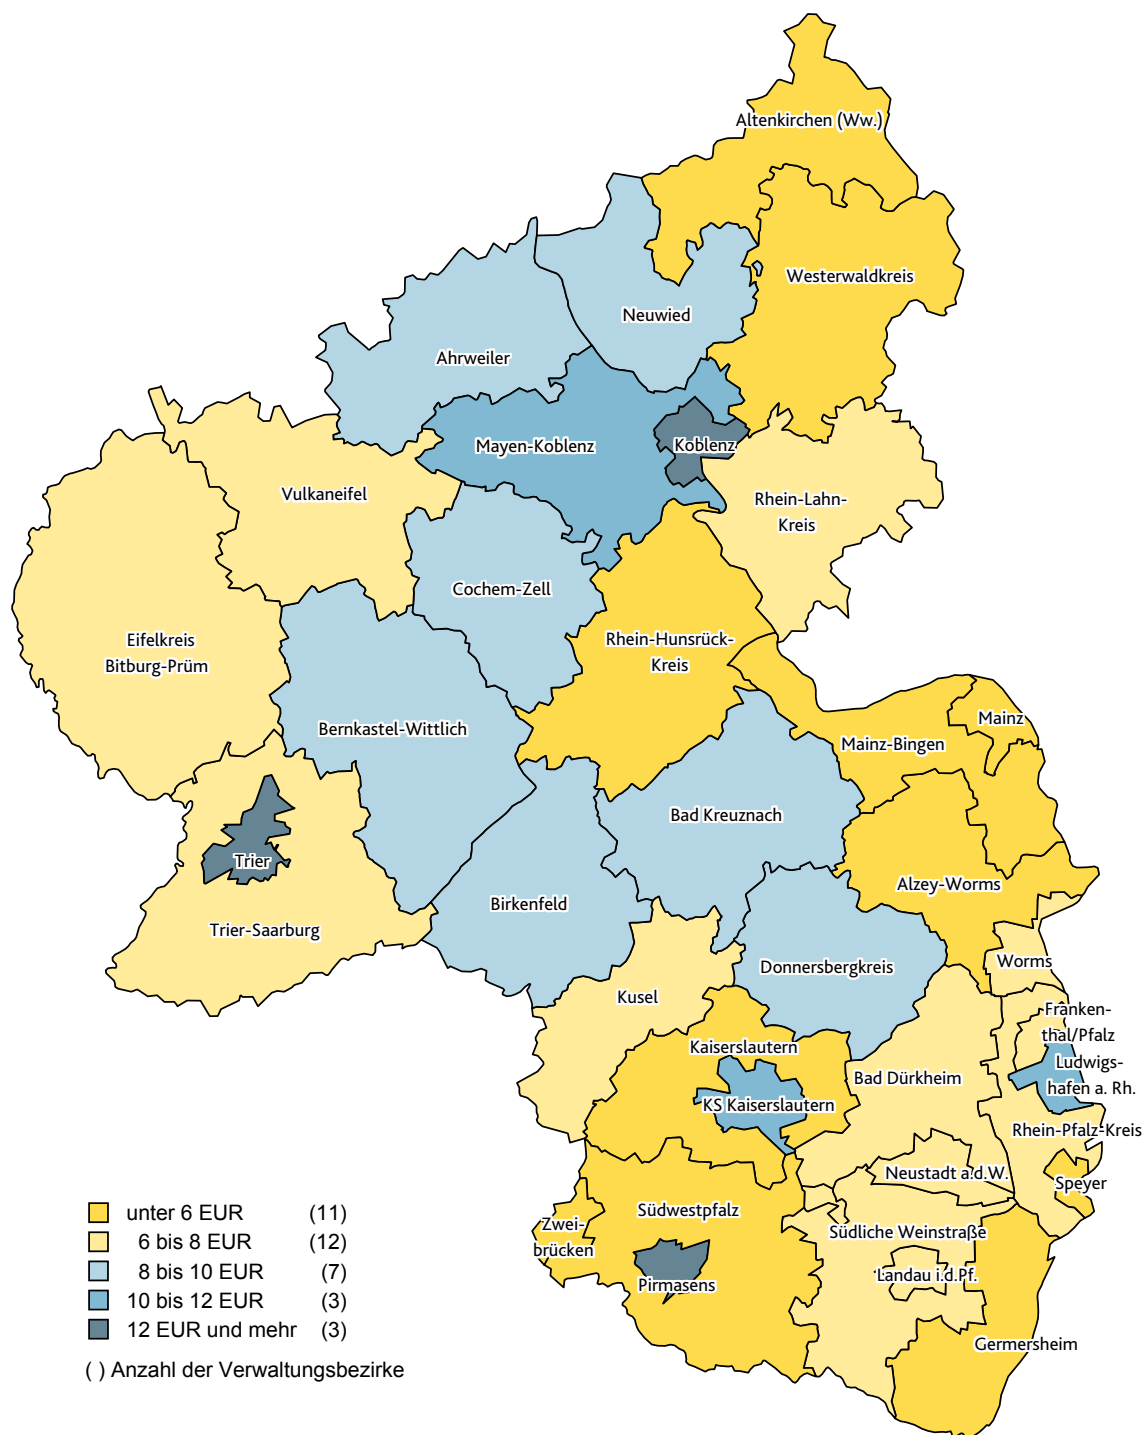 Altenkirchen (Ww.)
Westerwaldkreis
Neuwied
Ahrweiler
Mayen-Koblenz
Koblenz
Vulkaneifel
Rhein-Lahn-
Kreis
Cochem-Zell
Eifelkreis
Bitburg-Prüm
Rhein-Hunsrück-
Kreis
Bernkastel-Wittlich
Mainz
Mainz-Bingen
Bad Kreuznach
Trier
Alzey-Worms
Birkenfeld
Trier-Saarburg
Worms
Donnersbergkreis
Kusel
Franken-
thal/Pfalz
Kaiserslautern
Ludwigs-
hafen a. Rh.
Bad Dürkheim
KS Kaiserslautern
Rhein-Pfalz-Kreis
Neustadt a.d.W.
Speyer
Südwestpfalz
Zwei-
brücken
Südliche Weinstraße
Landau i.d.Pf.
Pirmasens
Germersheim
unter 6 EUR (11)
6 bis 8 EUR (12)
8 bis 10 EUR (7)
10 bis 12 EUR (3)
12 EUR und mehr (3)
( ) Anzahl der Verwaltungsbezirke